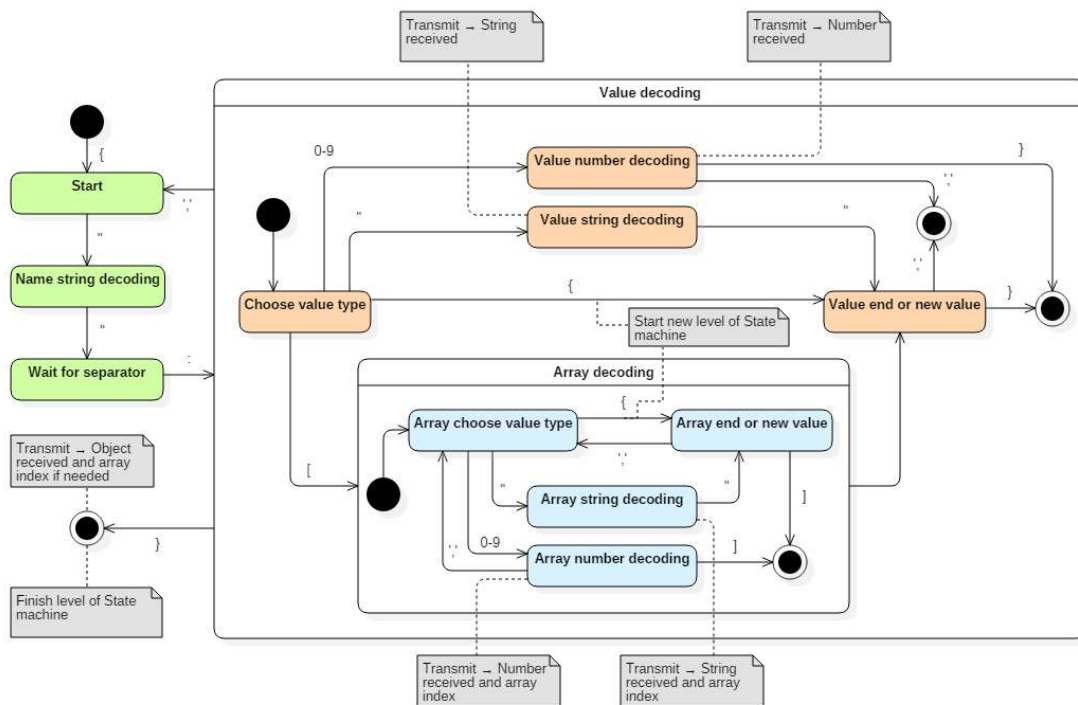 Transmit → String
received
Transmit → Number
received
Value decoding
{
Start
','
"
Name string decoding
"
Wait for separator
:
0-9
Value number decoding
}
','
"
Value string decoding
"
','
Choose value type
{
Value end or new value
}
Start new level of State
machine
Array decoding
[
Array choose value type
{
Array end or new value
','
"
Array string decoding
"
]
0-9
','
Array number decoding
]
Transmit → Object
received and array
index if needed
}
Finish level of State
machine
Transmit → Number
received and array
index
Transmit → String
received and array
index